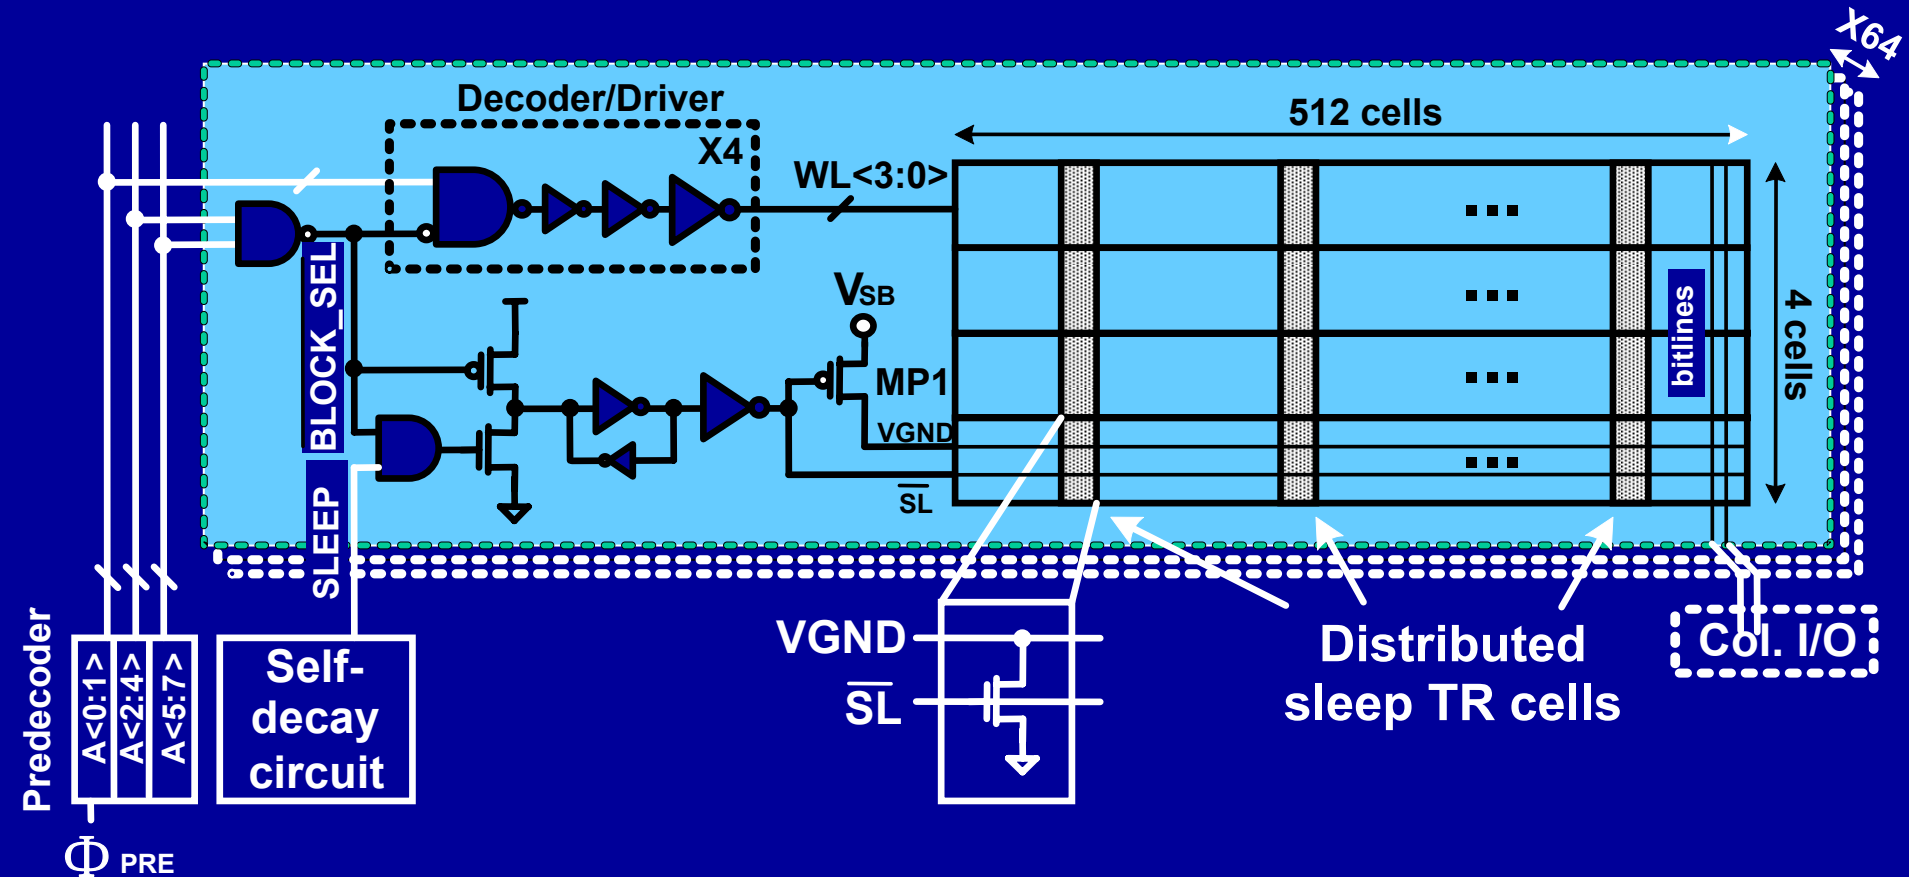 X64
Decoder/Driver
X4
512 cells
WL<3:0>
BLOCK_SEL
VSB
MP1
VGND
SL
bitlines
4 cells
SLEEP
Predecoder
A<0:1>
A<2:4>
A<5:7>
Self-
decay
circuit
VGND
SL
Distributed
sleep TR cells
Col. I/O
Φ PRE